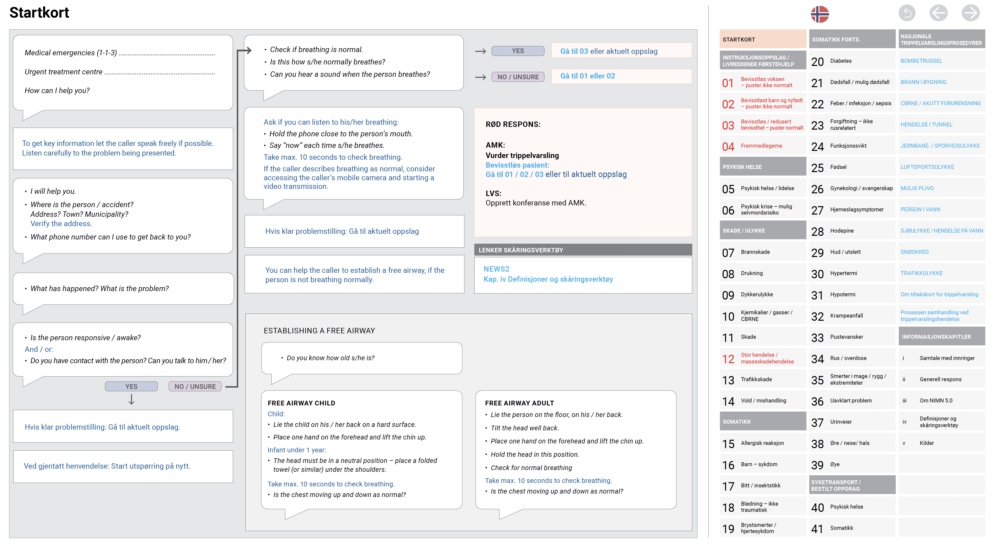 Startkort
Medical emergencies (1-1-3) ......................................................
Urgent treatment centre ..............................................................
How can I help you?
To get key information let the caller speak freely if possible.
Listen carefully to the problem being presented.
• I will help you.
• Where is the person / accident?
Address? Town? Municipality?
Verify the address.
• What phone number can I use to get back to you?
• What has happened? What is the problem?
• Is the person responsive / awake?
And / or:
• Do you have contact with the person? Can you talk to him / her?
YES
NO / UNSURE
Hvis klar problemstilling: Gå til aktuelt oppslag.
Ved gjentatt henvendelse: Start utspørring på nytt.
• Check if breathing is normal.
• Is this how s/he normally breathes?
• Can you hear a sound when the person breathes?
YES
Gå til 03 eller aktuelt oppslag
NO / UNSURE
Gå til 01 eller 02
Ask if you can listen to his/her breathing:
• Hold the phone close to the person's mouth.
• Say “now” each time s/he breathes.
Take max. 10 seconds to check breathing.
If the caller describes breathing as normal, consider
accessing the caller's mobile camera and starting a
video transmission.
Hvis klar problemstilling: Gå til aktuelt oppslag
You can help the caller to establish a free airway, if the
person is not breathing normally.
RØD RESPONS:
AMK:
Vurder trippelvarsling
Bevisstløs pasient:
Gå til 01 / 02 / 03 eller til aktuelt oppslag
LVS:
Opprett konferanse med AMK.
LENKER SKÅRINGSVERKTØY
NEWS2
Kap. iv Definisjoner og skåringsverktøy
ESTABLISHING A FREE AIRWAY
• Do you know how old s/he is?
FREE AIRWAY CHILD
Child:
• Lie the child on his / her back on a hard surface.
• Place one hand on the forehead and lift the chin up.
Infant under 1 year:
• The head must be in a neutral position – place a folded
towel (or similar) under the shoulders.
Take max. 10 seconds to check breathing.
• Is the chest moving up and down as normal?
FREE AIRWAY ADULT
• Lie the person on the floor, on his / her back.
• Tilt the head well back.
• Place one hand on the forehead and lift the chin up.
• Hold the head in this position.
• Check for normal breathing
Take max. 10 seconds to check breathing.
• Is the chest moving up and down as normal?
STARTKORT
INSTRUKSJONSOPPSLAG /
LIVREDDENDE FØRSTEHJELP
01 Bevisstløs voksen
– puster ikke normalt
02 Bevisstløst barn og nyfødt
– puster ikke normalt
03 Bevisstløs / redusert
bevissthet – puster normalt
04 Fremmedlegeme
PSYKISK HELSE
05 Psykisk helse / lidelse
06 Psykisk krise – mulig
selvmordsrisiko
SKADE / ULYKKE
07 Brannskade
08 Drukning
09 Dykkerulykke
10 Kjemikalier / gasser /
CBRNE
11 Skade
12 Stor hendelse /
masseskadehendelse
13 Trafikkskade
14 Vold / mishandling
SOMATIKK
15 Allergisk reaksjon
16 Barn – sykdom
17 Bitt / insektstikk
18 Blødning – ikke
traumatisk
19 Brystsmerter /
hjertesykdom
SOMATIKK FORTS.
20 Diabetes
21 Dødsfall / mulig dødsfall
22 Feber / infeksjon / sepsis
23 Forgiftning – ikke
rusrelatert
24 Funksjonssvikt
25 Fødsel
26 Gynekologi / svangerskap
27 Hjerneslagsymptomer
28 Hodepine
29 Hud / utslett
30 Hypertermi
31 Hypotermi
32 Krampeanfall
33 Pustevansker
34 Rus / overdose
35 Smerter i mage / rygg /
ekstremiteter
36 Uavklart problem
37 Urinveier
38 Øre / nese/ hals
39 Øye
SYKETRANSPORT /
BESTILT OPPDRAG
40 Psykisk helse
41 Somatikk
NASJONALE
TRIPPELVARSLINGSPROSEDYRER
BOMBETRUSSEL
BRANN I BYGNING
CBRNE / AKUTT FORURENSNING
HENDELSE I TUNNEL
JERNBANE- / SPORVEISULYKKE
LUFTSPORTSULYKKE
MULIG PLIVO
PERSON I VANN
SJØULYKKE / HENDELSE PÅ VANN
SNØSKRED
TRAFIKKULYKKE
Om tiltakskort for trippelvarsling
Prosessen samhandling ved
trippelvarslingshendelse
INFORMASJONSKAPITLER
i Samtale med innringer
ii Generell respons
iii Om NIMN 5.0
iv Definisjoner og
skåringsverktøy
v Kilder